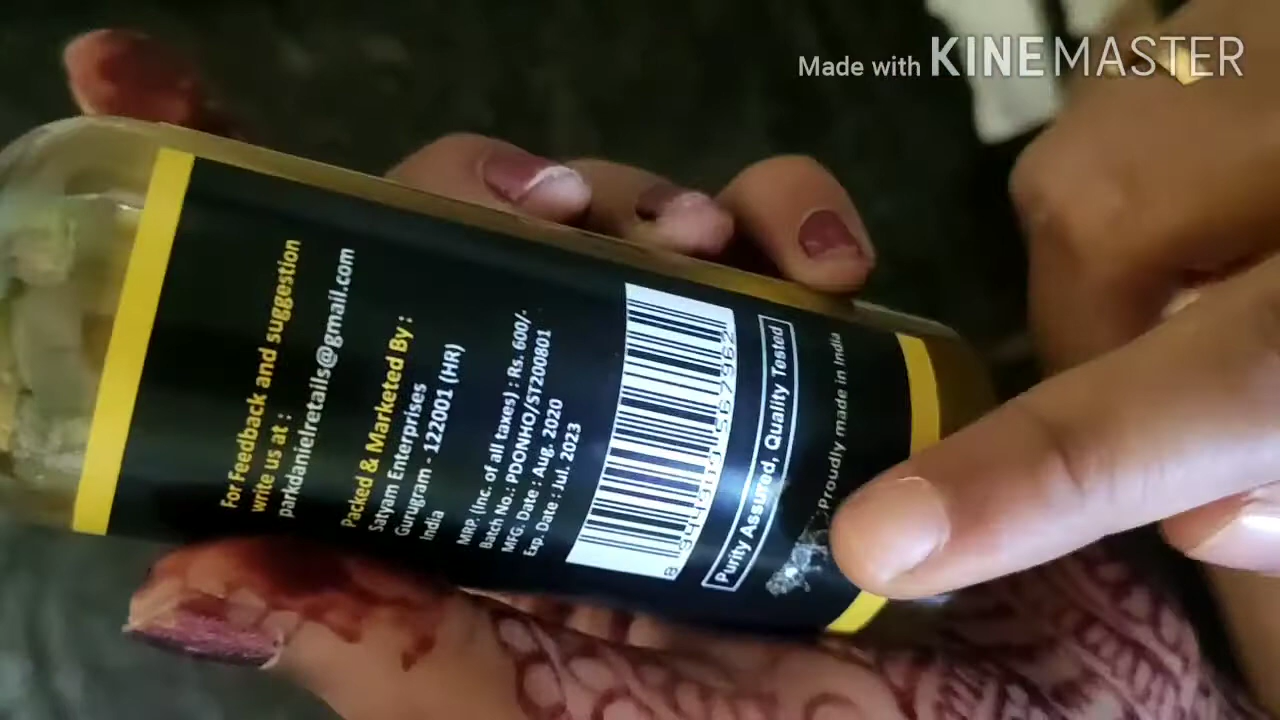 Made with KINEMASTER
For Feedback and suggestion
write us at :
parkdanielretails@gmail.com
Packed & Marketed By :
Satyam Enterprises
Gurugram - 122001 (HR)
India
MRP. (Inc. of all taxes) : Rs. 600/-
Batch No.: PDONHO/ST200801
MFG. Date : Aug. 2020
Exp. Date : Jul. 2023
Purity Assured, Quality Tested
Proudly made in India